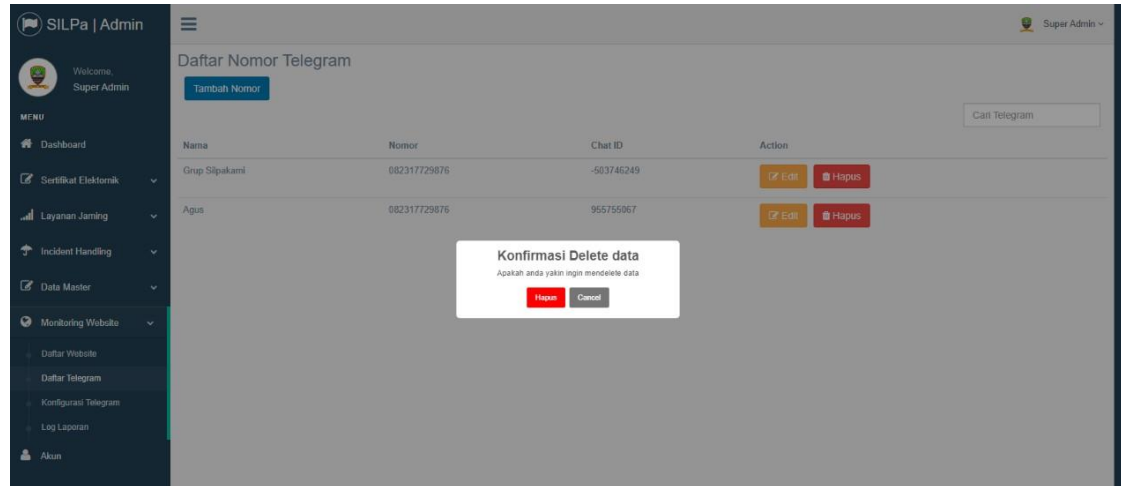 SILPa | Admin
Super Admin
Welcome,
Super Admin
MENU
Dashboard
Sertifikat Elektornik
Layanan Jaming
Incident Handling
Data Master
Monitoring Website
Daftar Website
Daftar Telegram
Konfigurasi Telegram
Log Laporan
Akun
Daftar Nomor Telegram
Tambah Nomor
Cari Telegram
Nama Nomor Chat ID Action
Grup Silpakami 082317729876 -503746249 Edit Hapus
Agus 082317729876 955755067 Edit Hapus
Konfirmasi Delete data
Apakah anda yakin ingin mendelete data
Hapus Cancel